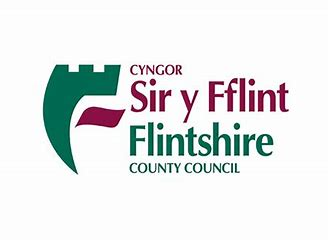 CYNGOR
Sir y Fflint
Flintshire
COUNTY COUNCIL